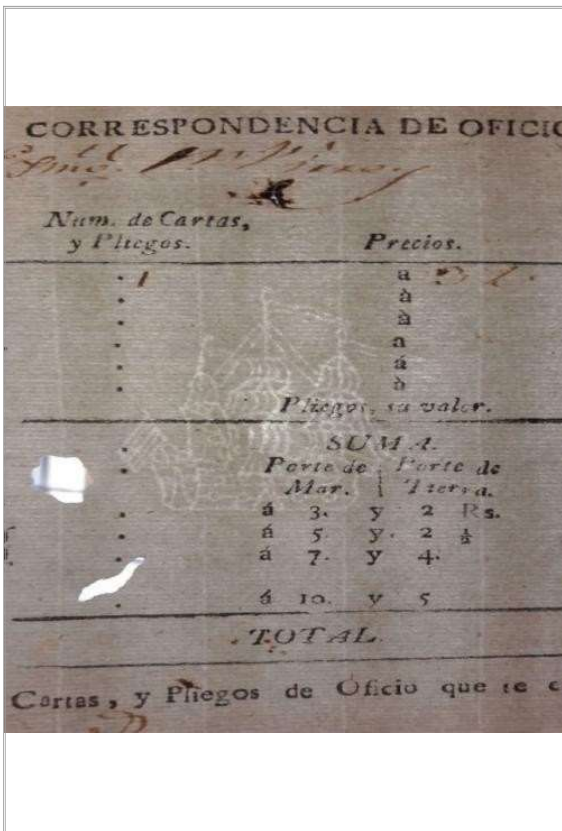 CORRESPONDENCIA DE OFICIO
Num. de Cartas,
y Pliegos. Precios.
1 a
à
à
a
á
à
Pliegos, su valor.
SUMA.
Porte de Porte de
Mar. Tierra.
á 3. y 2 Rs.
á 5. y. 2 ½
á 7. y 4.
á 10. y 5
TOTAL.
Cartas, y Pliegos de Oficio que se